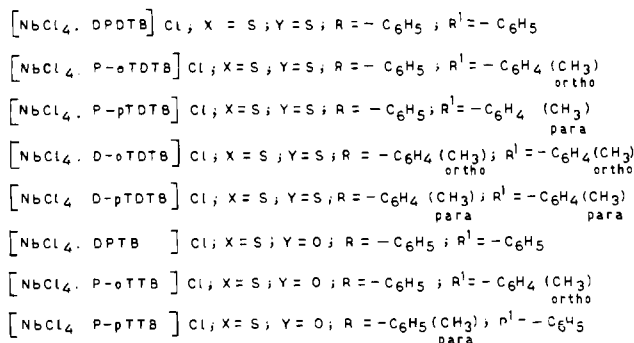 [NbCl4. DPDTB] Cl; X = S; Y=S; R=- C6H5 ; R1=- C6H5
[NbCl4. P-oTDTB] Cl; X=S; Y=S; R=- C6H5 ; R1=- C6H4 (CH3)
ortho
[NbCl4. P-pTDTB] Cl; X=S; Y=S; R = -C6H5; R1=-C6H4 (CH3)
para
[NbCl4. D-oTDTB] Cl; X=S; Y=S; R = -C6H4(CH3); R1=-C6H4(CH3)
ortho ortho
[NbCl4 D-pTDTB] Cl; X=S; Y=S; R = -C6H4 (CH3); R1=-C6H4(CH3)
para para
[NbCl4. DPTB ] Cl; X=S; Y=O; R=-C6H5; R1=-C6H5
[NbCl4. P-oTTB ] Cl; X=S; Y= O; R=-C6H5 ; R1=-C6H4 (CH3)
ortho
[NbCl4 P-pTTB ] Cl; X=S; Y=O; R=-C6H5(CH3); R1-- C6H5
para